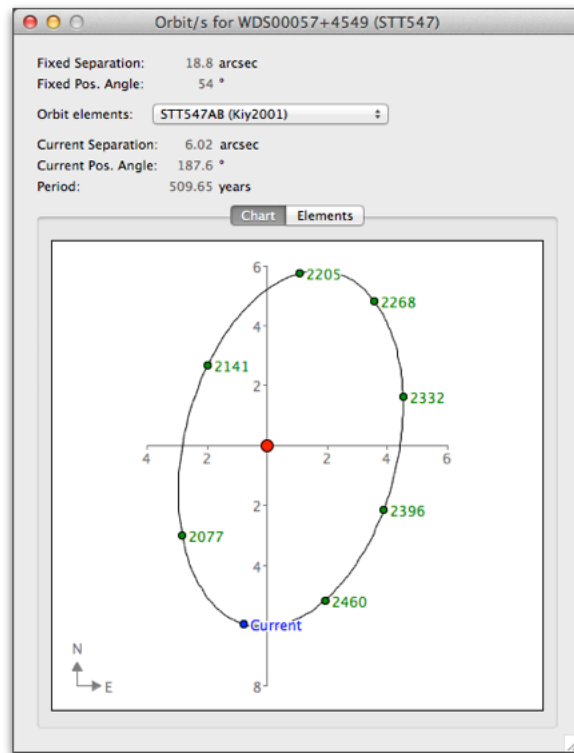 Orbit/s for WDS00057+4549 (STT547)
Fixed Separation: 18.8 arcsec
Fixed Pos. Angle: 54 °
Orbit elements: STT547AB (Kiy2001)
Current Separation: 6.02 arcsec
Current Pos. Angle: 187.6 °
Period: 509.65 years
Chart Elements
6
2205
2268
4
2141
2
2332
4 2 2 4 6
2
2396
2077
4
2460
Current
N
E
8